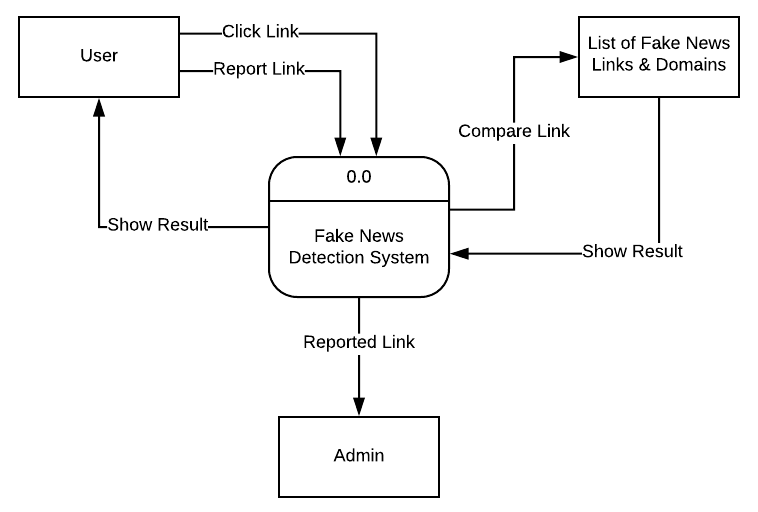 User
Click Link
Report Link
List of Fake News
Links & Domains
Compare Link
0.0
Fake News
Detection System
Show Result
Show Result
Reported Link
Admin